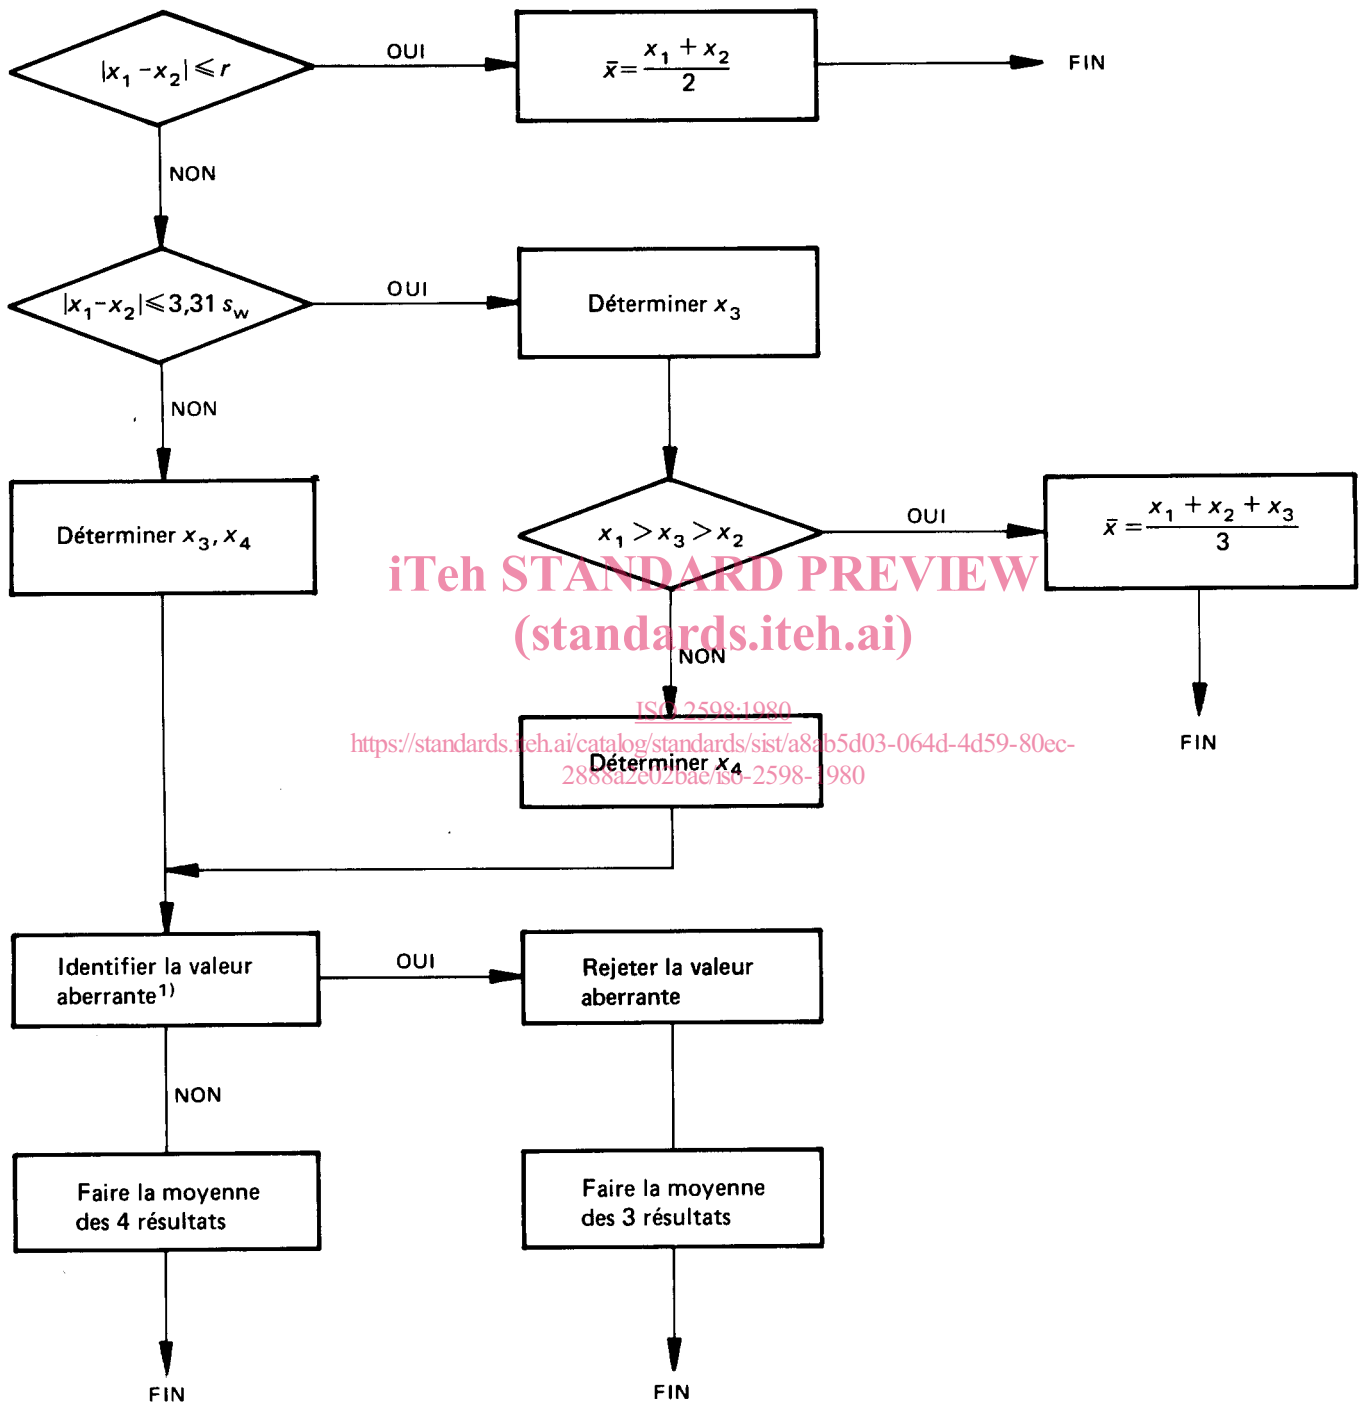 |x₁ − x₂| ⩽ r
OUI
x̄ = (x₁ + x₂)/2
FIN
NON
|x₁ − x₂| ⩽ 3,31 s_w
OUI
Déterminer x₃
NON
Déterminer x₃, x₄
x₁ > x₃ > x₂
OUI
x̄ = (x₁ + x₂ + x₃)/3
iTeh STANDARD PREVIEW
(standards.iteh.ai)
NON
ISO 2598:1980
https://standards.iteh.ai/catalog/standards/sist/a8ab5d03-064d-4d59-80ec-
2888a2e02bae/iso-2598-1980
Déterminer x₄
FIN
Identifier la valeur
aberrante¹⁾
OUI
Rejeter la valeur
aberrante
NON
Faire la moyenne
des 4 résultats
Faire la moyenne
des 3 résultats
FIN
FIN